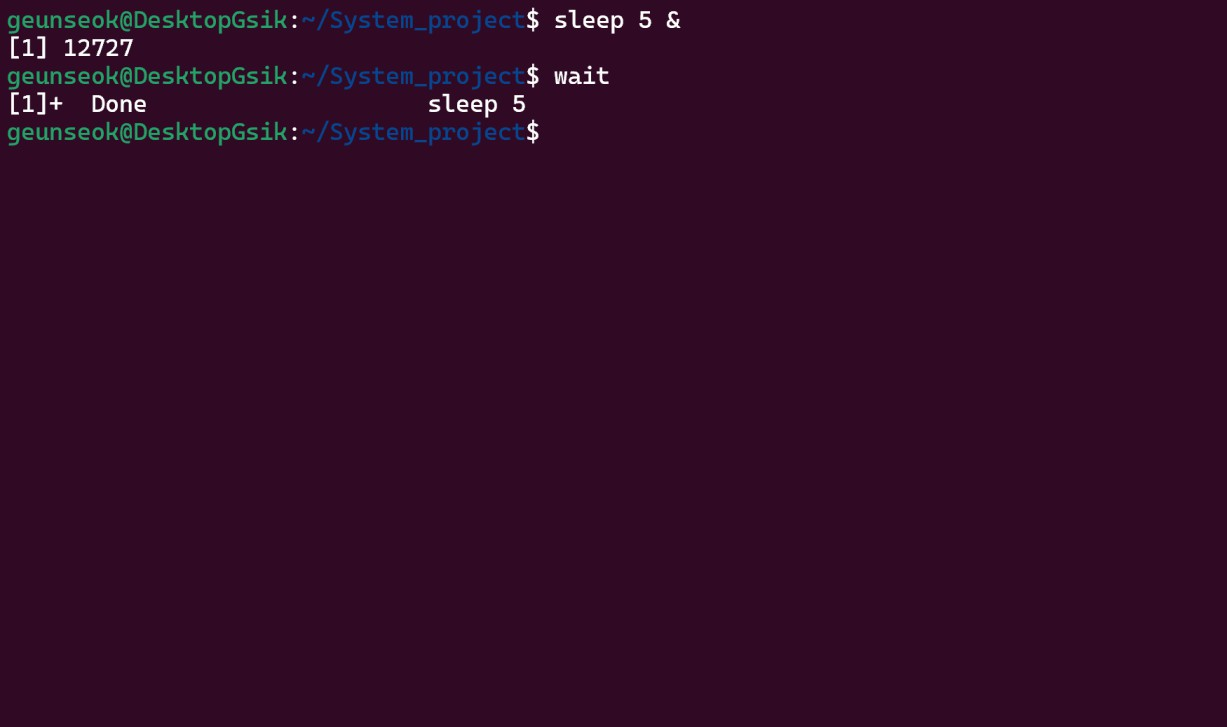 geunseok@DesktopGsik:~/System_project$ sleep 5 &
[1] 12727
geunseok@DesktopGsik:~/System_project$ wait
[1]+  Done                    sleep 5
geunseok@DesktopGsik:~/System_project$